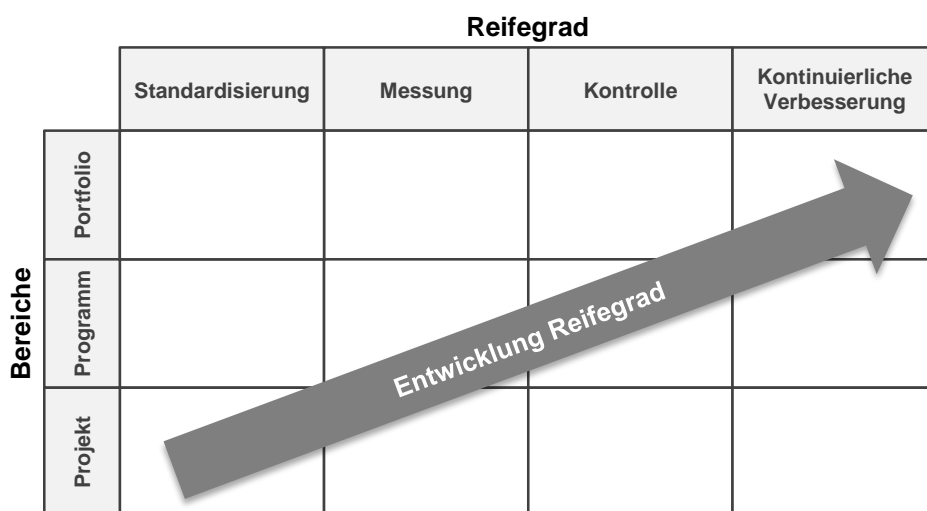 Reifegrad
Standardisierung
Messung
Kontrolle
Kontinuierliche
Verbesserung
Bereiche
Portfolio
Programm
Projekt
Entwicklung Reifegrad